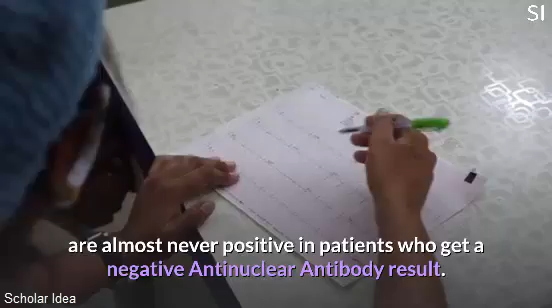 SI
are almost never positive in patients who get a
negative Antinuclear Antibody result.
Scholar Idea